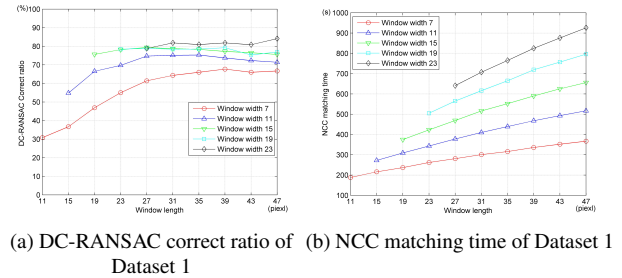 (%)
100
90
80
70
60
50
40
30
20
10
0
DC-RANSAC Correct ratio
Window width 7
Window width 11
Window width 15
Window width 19
Window width 23
11 15 19 23 27 31 35 39 43 47
Window length (piexl)
(s)
1000
900
800
700
600
500
400
300
200
100
NCC matching time
Window width 7
Window width 11
Window width 15
Window width 19
Window width 23
11 15 19 23 27 31 35 39 43 47
Window length (piexl)
(a) DC-RANSAC correct ratio of
Dataset 1
(b) NCC matching time of Dataset 1